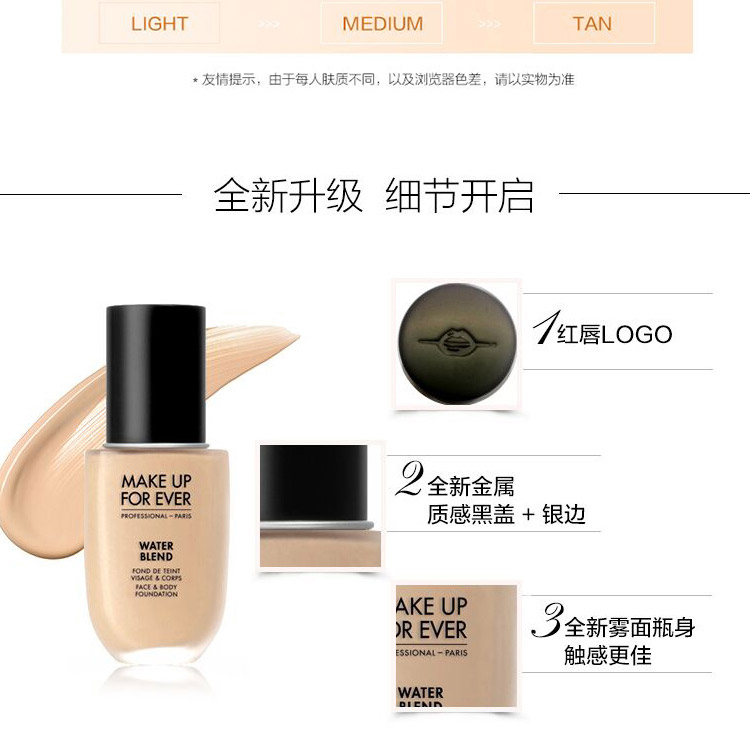 LIGHT >>> MEDIUM >>> TAN
* 友情提示，由于每人肤质不同，以及浏览器色差，请以实物为准
全新升级 细节开启
1红唇LOGO
MAKE UP
FOR EVER
PROFESSIONAL – PARIS
WATER
BLEND
FOND DE TEINT
VISAGE & CORPS
FACE & BODY
FOUNDATION
2全新金属
质感黑盖 + 银边
AKE UP
OR EVER
ESSIONAL – PARIS
WATER
BLEND
3全新雾面瓶身
触感更佳